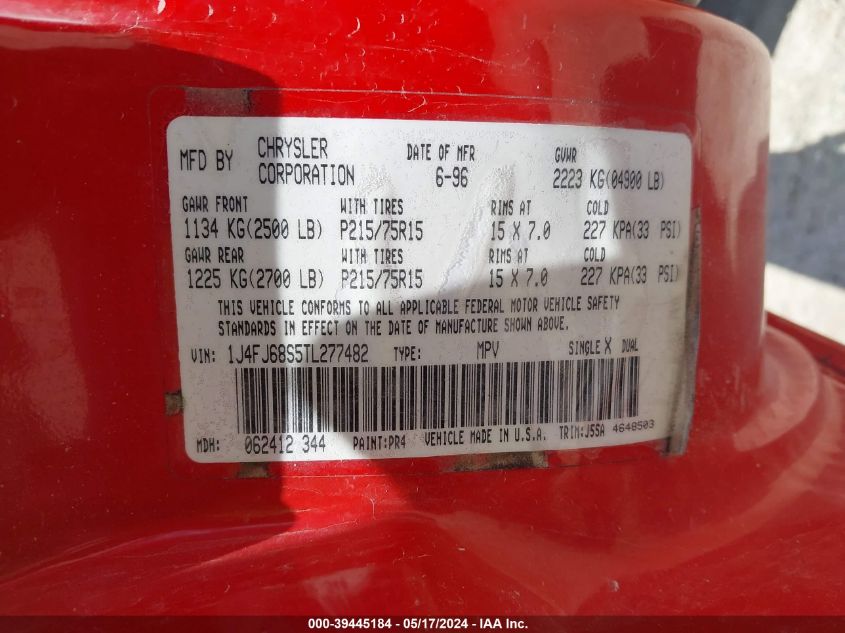 MFD BY CHRYSLER CORPORATION DATE OF MFR 6-96 GVWR 2223 KG(04900 LB)
GAWR FRONT WITH TIRES RIMS AT COLD
1134 KG(2500 LB) P215/75R15 15 X 7.0 227 KPA(33 PSI)
GAWR REAR WITH TIRES RIMS AT COLD
1225 KG(2700 LB) P215/75R15 15 X 7.0 227 KPA(33 PSI)
THIS VEHICLE CONFORMS TO ALL APPLICABLE FEDERAL MOTOR VEHICLE SAFETY
STANDARDS IN EFFECT ON THE DATE OF MANUFACTURE SHOWN ABOVE.
VIN: 1J4FJ68S5TL277482 TYPE: MPV SINGLE X DUAL
MDH: 062412 344 PAINT:PR4 VEHICLE MADE IN U.S.A. TRIM:J5SA 4648503
000-39445184 - 05/17/2024 - IAAI Inc.